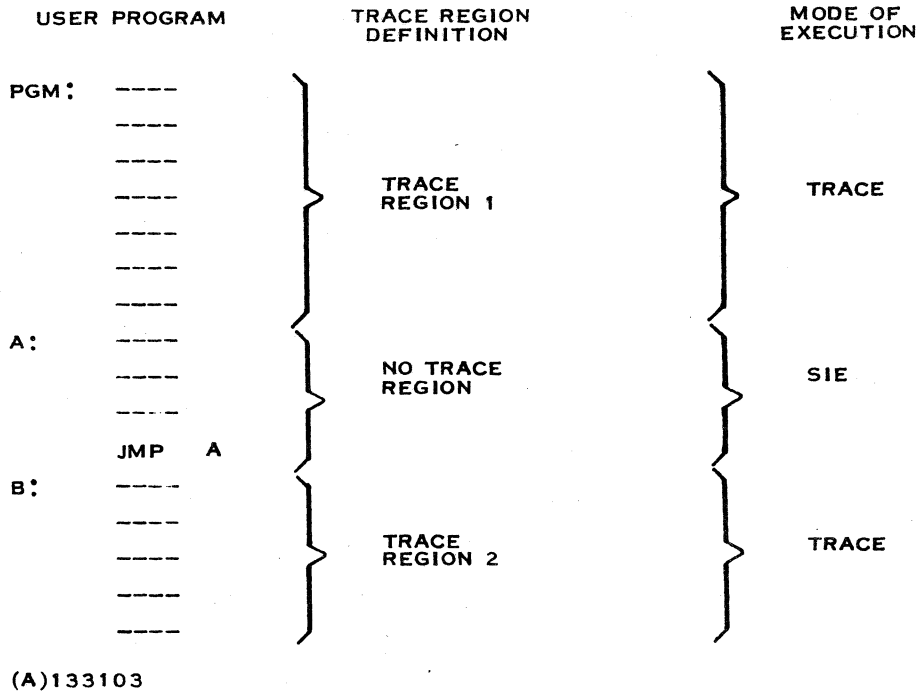 USER PROGRAM
TRACE REGION
DEFINITION
MODE OF
EXECUTION
PGM: ----
----
----
----
TRACE
REGION 1
TRACE
----
----
----
A: ----
----
NO TRACE
REGION
SIE
----
JMP A
B: ----
----
----
TRACE
REGION 2
TRACE
----
----
(A)133103